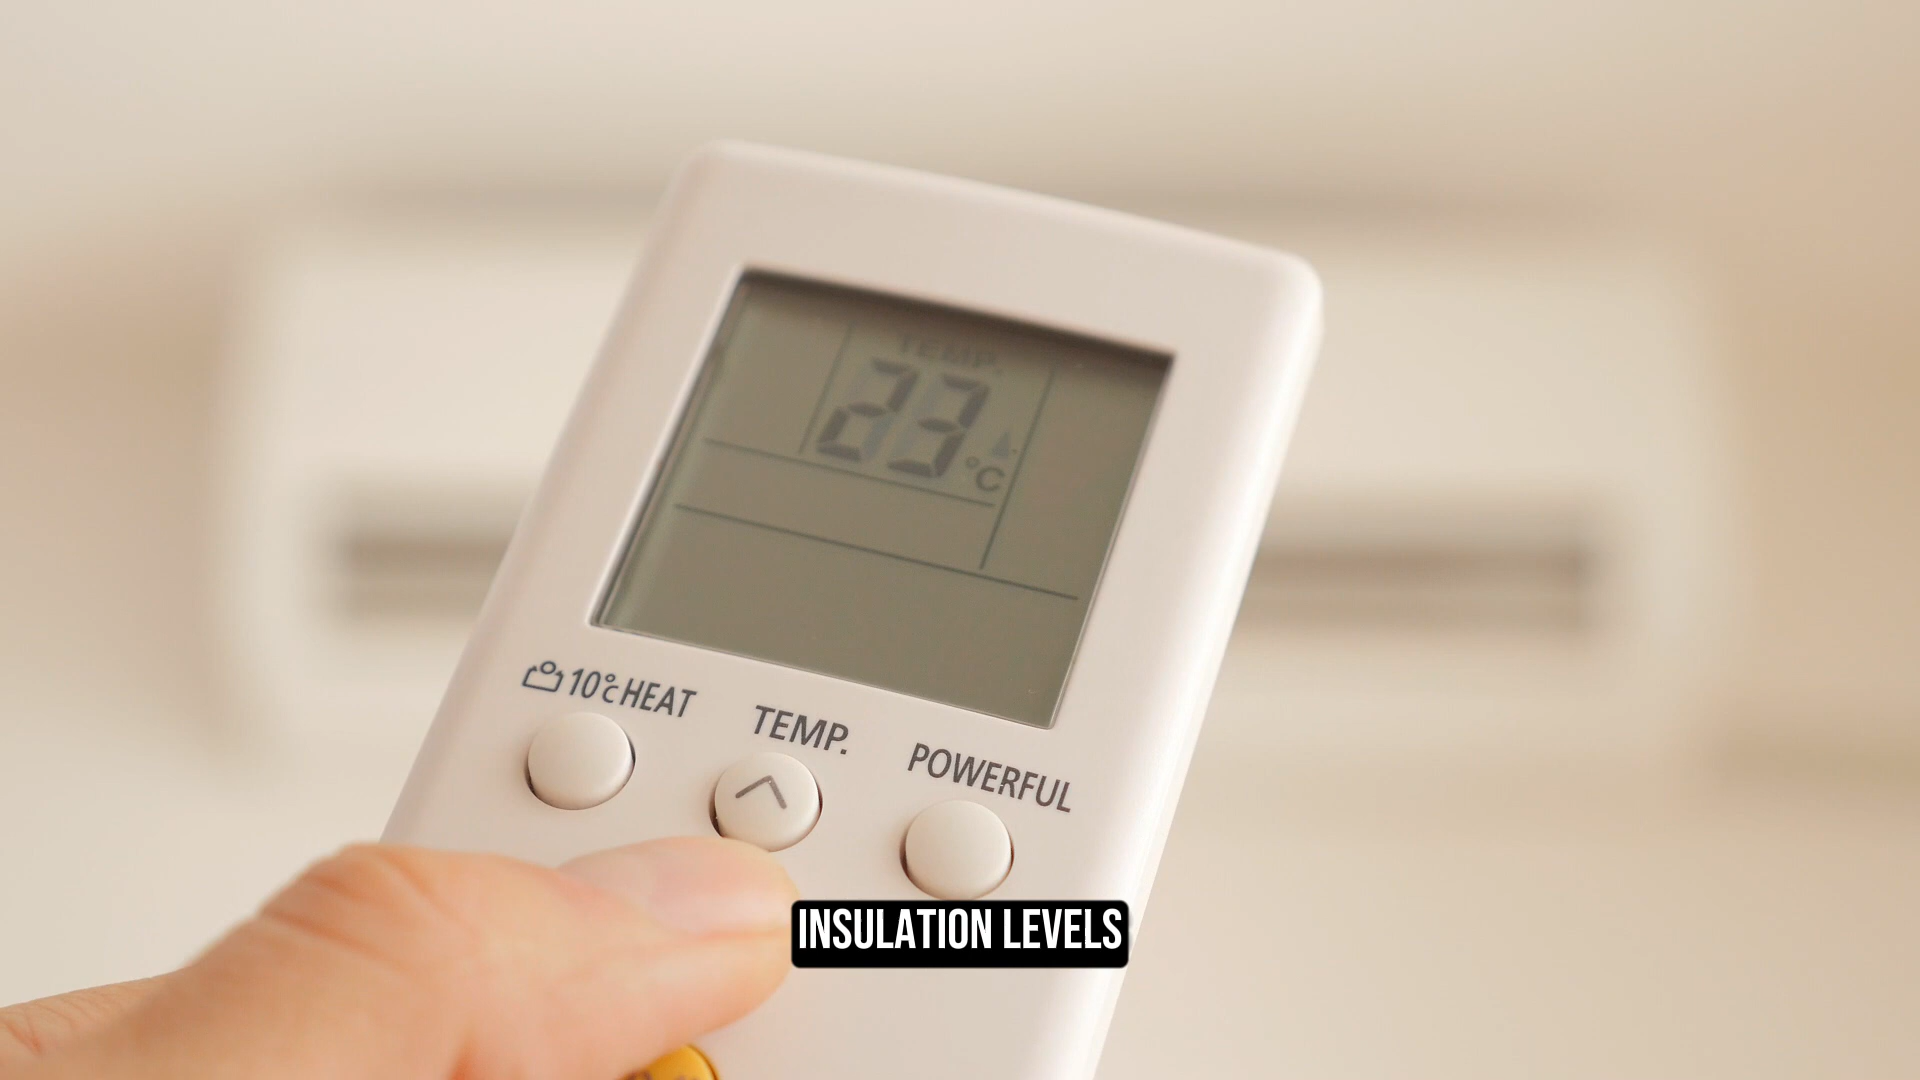 TEMP.
23°C
10°C HEAT
TEMP.
POWERFUL
INSULATION LEVELS